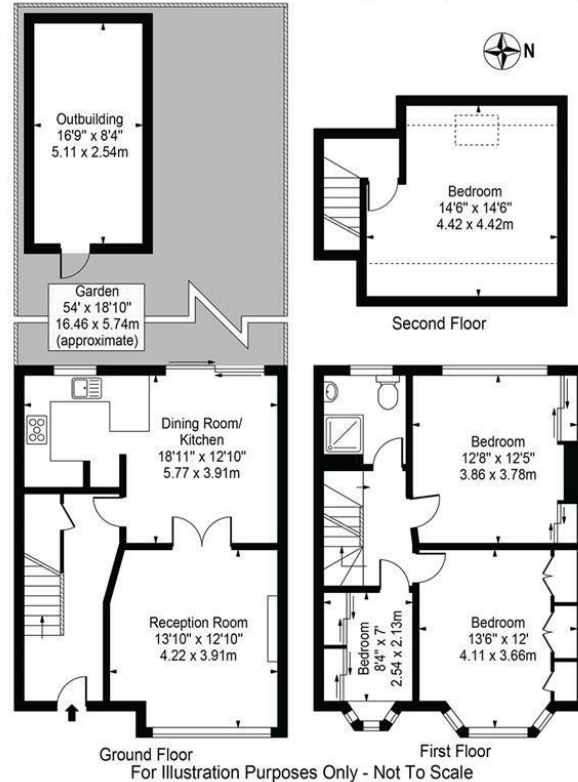 N
Outbuilding
16'9" x 8'4"
5.11 x 2.54m
Garden
54' x 18'10"
16.46 x 5.74m
(approximate)
Bedroom
14'6" x 14'6"
4.42 x 4.42m
Second Floor
Dining Room/
Kitchen
18'11" x 12'10"
5.77 x 3.91m
Reception Room
13'10" x 12'10"
4.22 x 3.91m
Ground Floor
Bedroom
12'8" x 12'5"
3.86 x 3.78m
Bedroom
8'4" x 7'
2.54 x 2.13m
Bedroom
13'6" x 12'
4.11 x 3.66m
First Floor
For Illustration Purposes Only - Not To Scale